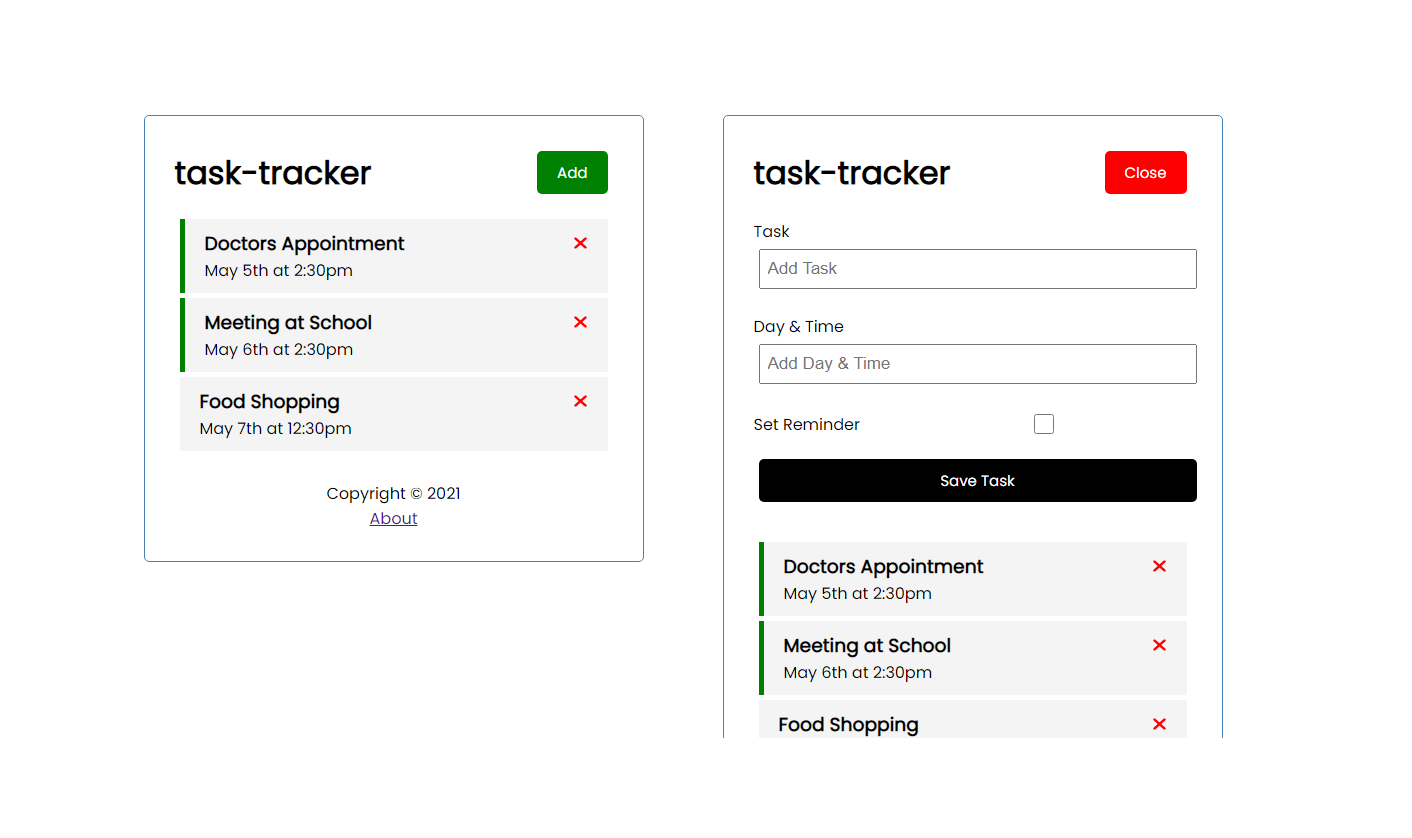 task-tracker
Add
Doctors Appointment
May 5th at 2:30pm
Meeting at School
May 6th at 2:30pm
Food Shopping
May 7th at 12:30pm
Copyright © 2021
About
task-tracker
Close
Task
Add Task
Day & Time
Add Day & Time
Set Reminder
Save Task
Doctors Appointment
May 5th at 2:30pm
Meeting at School
May 6th at 2:30pm
Food Shopping